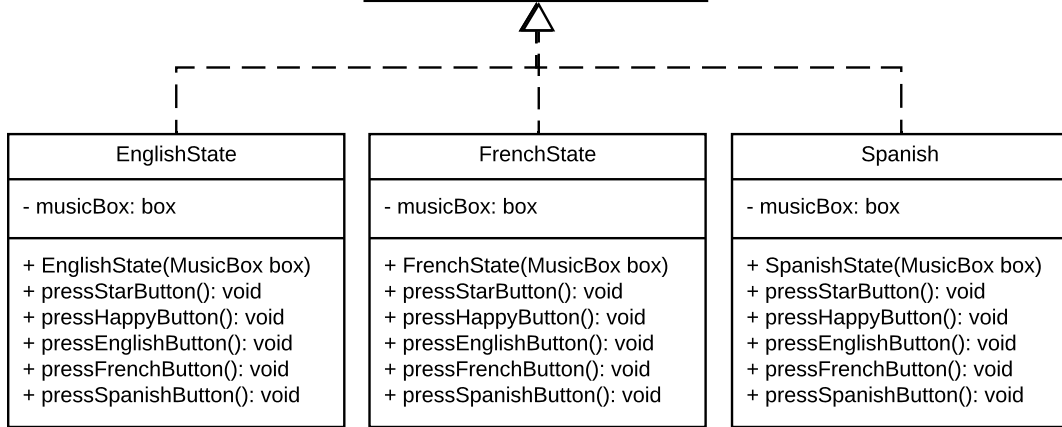 EnglishState
- musicBox: box
+ EnglishState(MusicBox box)
+ pressStarButton(): void
+ pressHappyButton(): void
+ pressEnglishButton(): void
+ pressFrenchButton(): void
+ pressSpanishButton(): void
FrenchState
- musicBox: box
+ FrenchState(MusicBox box)
+ pressStarButton(): void
+ pressHappyButton(): void
+ pressEnglishButton(): void
+ pressFrenchButton(): void
+ pressSpanishButton(): void
Spanish
- musicBox: box
+ SpanishState(MusicBox box)
+ pressStarButton(): void
+ pressHappyButton(): void
+ pressEnglishButton(): void
+ pressFrenchButton(): void
+ pressSpanishButton(): void